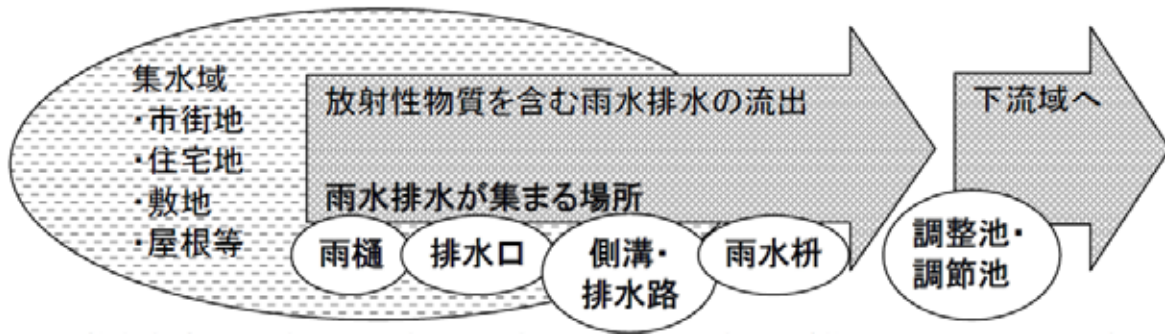 集水域
・市街地
・住宅地
・敷地
・屋根等
放射性物質を含む雨水排水の流出
雨水排水が集まる場所
雨樋
排水口
側溝・
排水路
雨水枡
下流域へ
調整池・
調節池